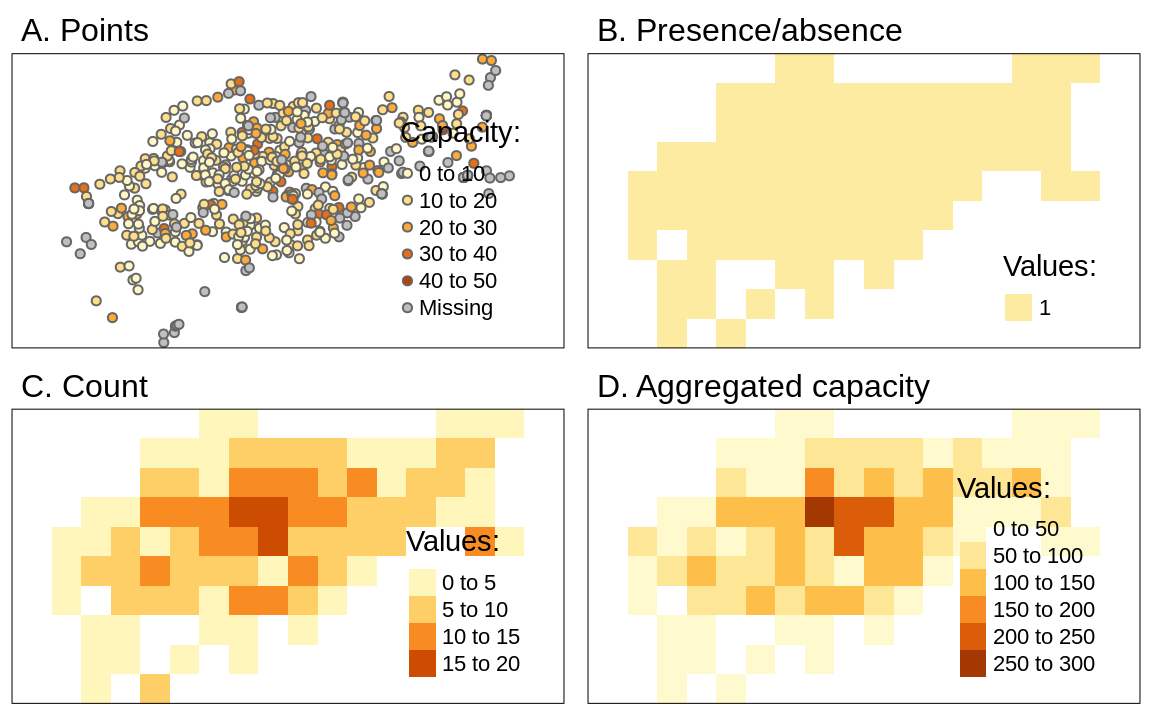 A. Points
Capacity:
0 to 10
10 to 20
20 to 30
30 to 40
40 to 50
Missing
B. Presence/absence
Values:
1
C. Count
Values:
0 to 5
5 to 10
10 to 15
15 to 20
D. Aggregated capacity
Values:
0 to 50
50 to 100
100 to 150
150 to 200
200 to 250
250 to 300